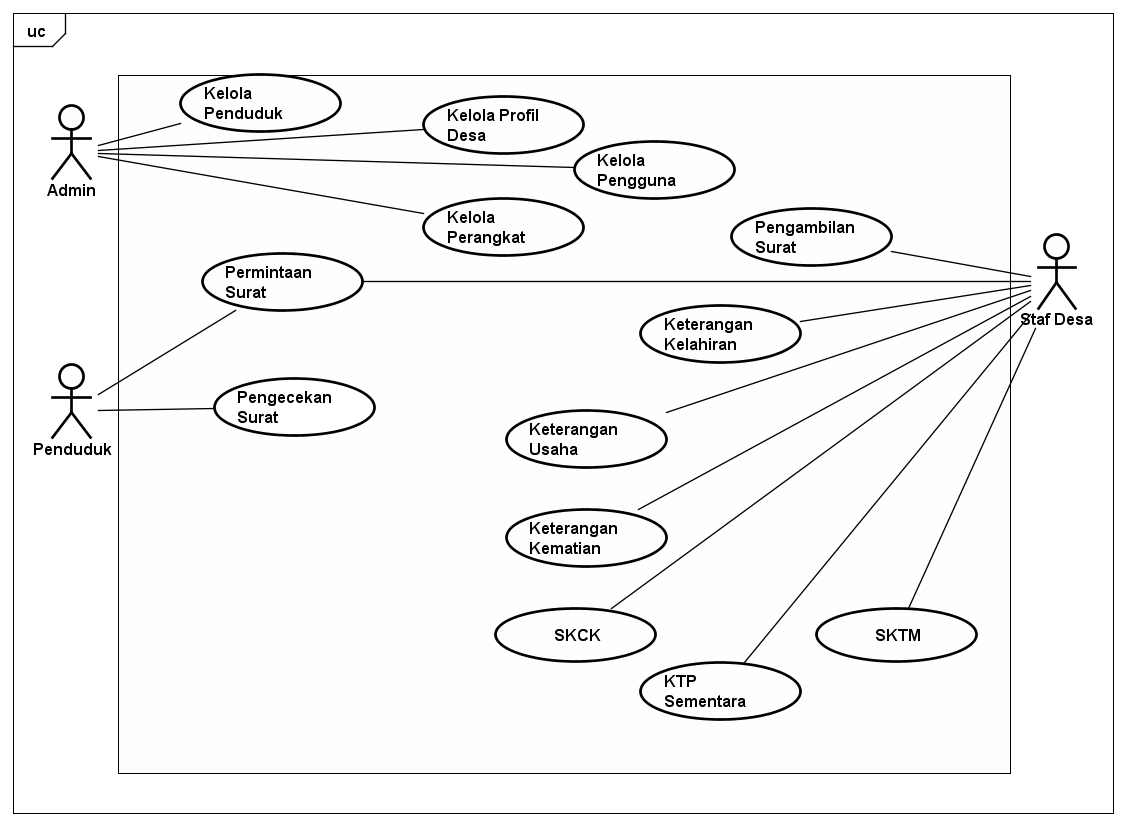 uc
Kelola
Penduduk
Kelola Profil
Desa
Kelola
Pengguna
Admin
Kelola
Perangkat
Pengambilan
Surat
Permintaan
Surat
Staf Desa
Keterangan
Kelahiran
Pengecekan
Surat
Penduduk
Keterangan
Usaha
Keterangan
Kematian
SKCK
SKTM
KTP
Sementara